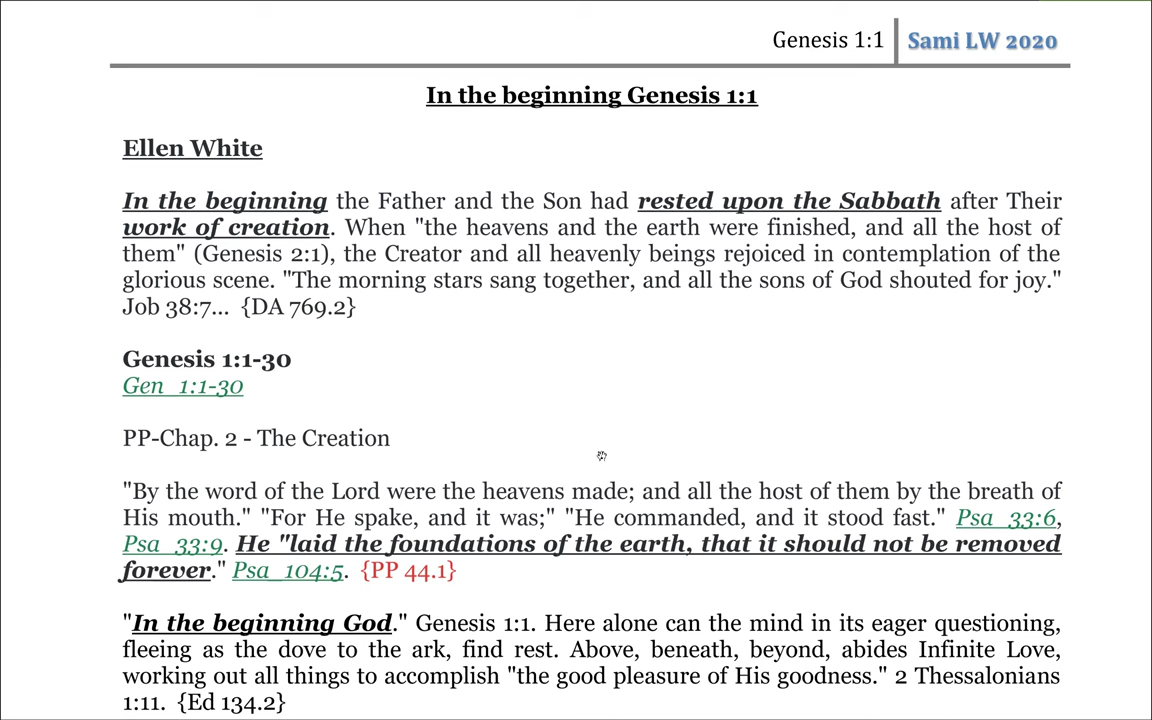 Genesis 1:1 Sami LW 2020
In the beginning Genesis 1:1
Ellen White
In the beginning the Father and the Son had rested upon the Sabbath after Their
work of creation. When "the heavens and the earth were finished, and all the host of
them" (Genesis 2:1), the Creator and all heavenly beings rejoiced in contemplation of the
glorious scene. "The morning stars sang together, and all the sons of God shouted for joy."
Job 38:7... {DA 769.2}
Genesis 1:1-30
Gen_1:1-30
PP-Chap. 2 - The Creation
"By the word of the Lord were the heavens made; and all the host of them by the breath of
His mouth." "For He spake, and it was;" "He commanded, and it stood fast." Psa_33:6,
Psa_33:9. He "laid the foundations of the earth, that it should not be removed
forever." Psa_104:5. {PP 44.1}
"In the beginning God." Genesis 1:1. Here alone can the mind in its eager questioning,
fleeing as the dove to the ark, find rest. Above, beneath, beyond, abides Infinite Love,
working out all things to accomplish "the good pleasure of His goodness." 2 Thessalonians
1:11. {Ed 134.2}